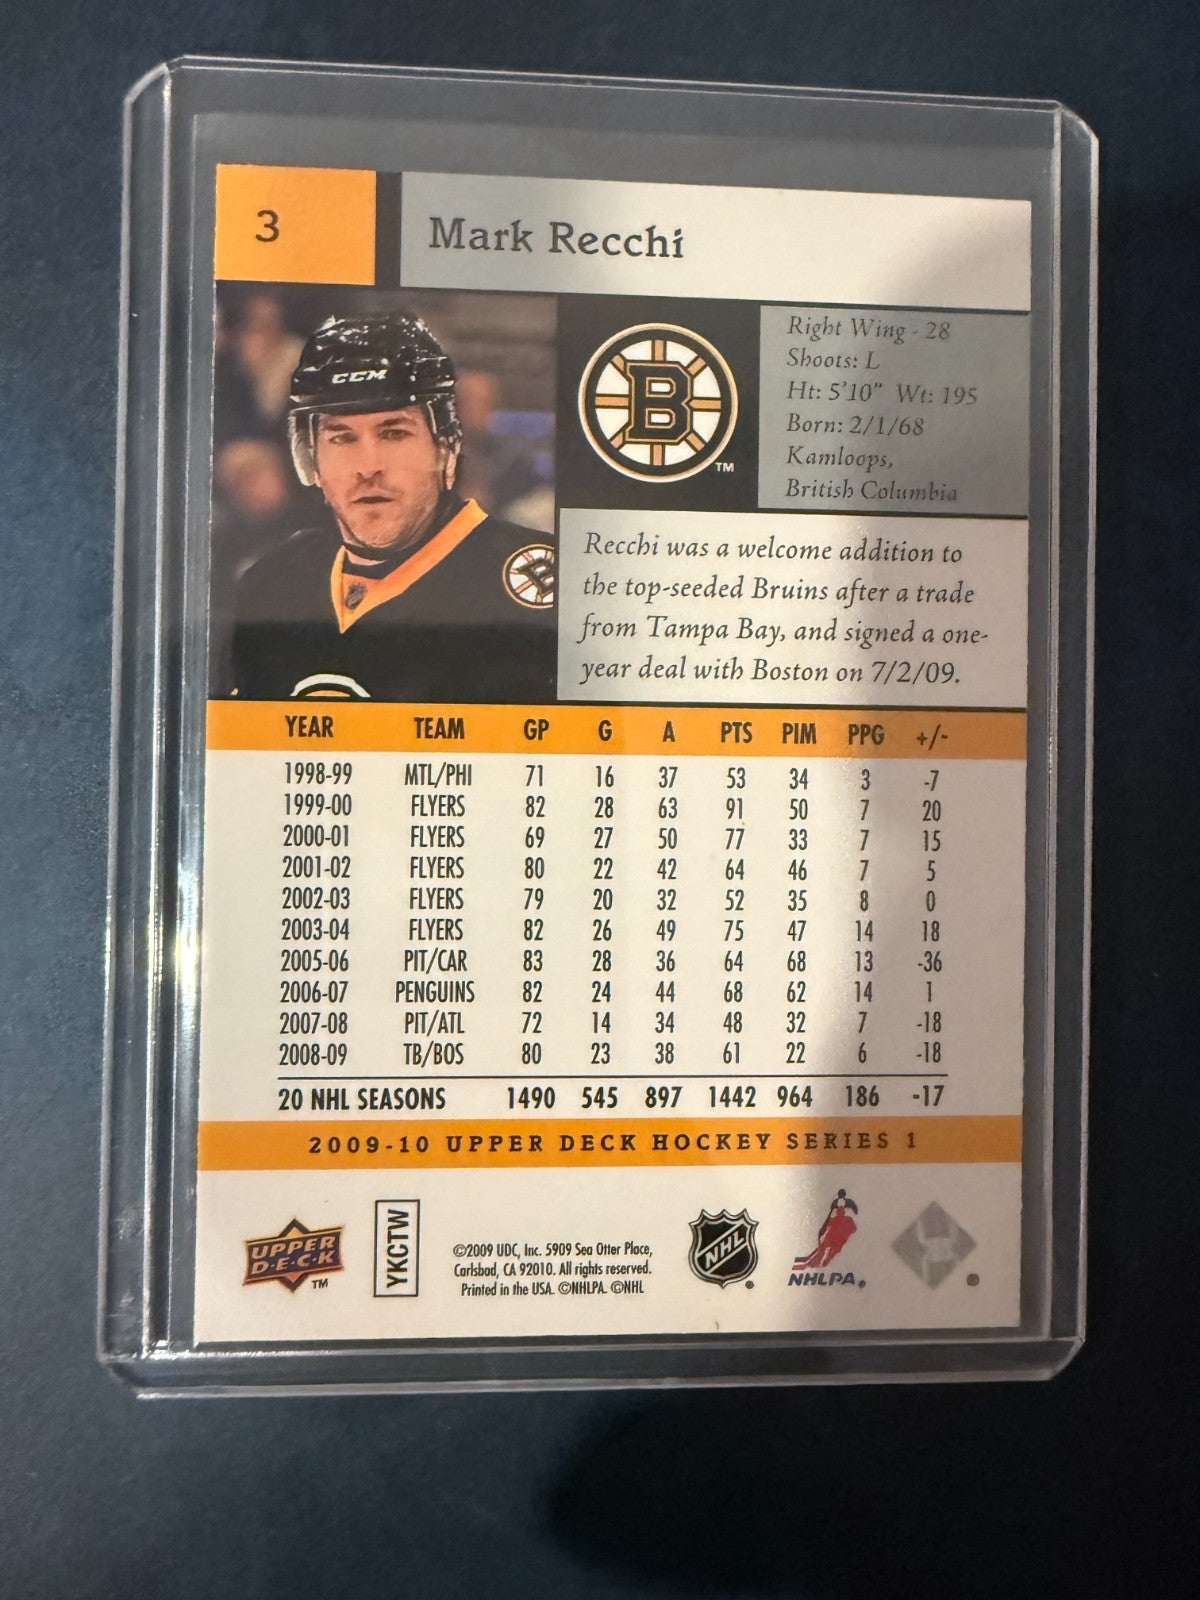 3
Mark Recchi
CCM
B
TM
Right Wing - 28
Shoots: L
Ht: 5'10" Wt: 195
Born: 2/1/68
Kamloops,
British Columbia
B
Recchi was a welcome addition to
the top-seeded Bruins after a trade
from Tampa Bay, and signed a one-
year deal with Boston on 7/2/09.
YEAR TEAM GP G A PTS PIM PPG +/-
1998-99 MTL/PHI 71 16 37 53 34 3 -7
1999-00 FLYERS 82 28 63 91 50 7 20
2000-01 FLYERS 69 27 50 77 33 7 15
2001-02 FLYERS 80 22 42 64 46 7 5
2002-03 FLYERS 79 20 32 52 35 8 0
2003-04 FLYERS 82 26 49 75 47 14 18
2005-06 PIT/CAR 83 28 36 64 68 13 -36
2006-07 PENGUINS 82 24 44 68 62 14 1
2007-08 PIT/ATL 72 14 34 48 32 7 -18
2008-09 TB/BOS 80 23 38 61 22 6 -18
20 NHL SEASONS 1490 545 897 1442 964 186 -17
2009-10 UPPER DECK HOCKEY SERIES 1
UPPER
D·E·C·K
TM
YKCTW
©2009 UDC, Inc. 5909 Sea Otter Place,
Carlsbad, CA 92010. All rights reserved.
Printed in the USA. ©NHLPA. ©NHL
NHL
®
NHLPA®